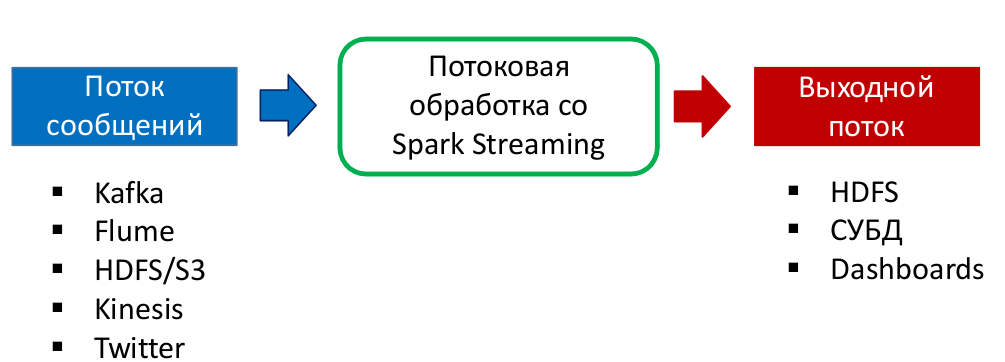 Поток
сообщений
Потоковая
обработка со
Spark Streaming
Выходной
поток
▪ Kafka
▪ Flume
▪ HDFS/S3
▪ Kinesis
▪ Twitter
▪ HDFS
▪ СУБД
▪ Dashboards